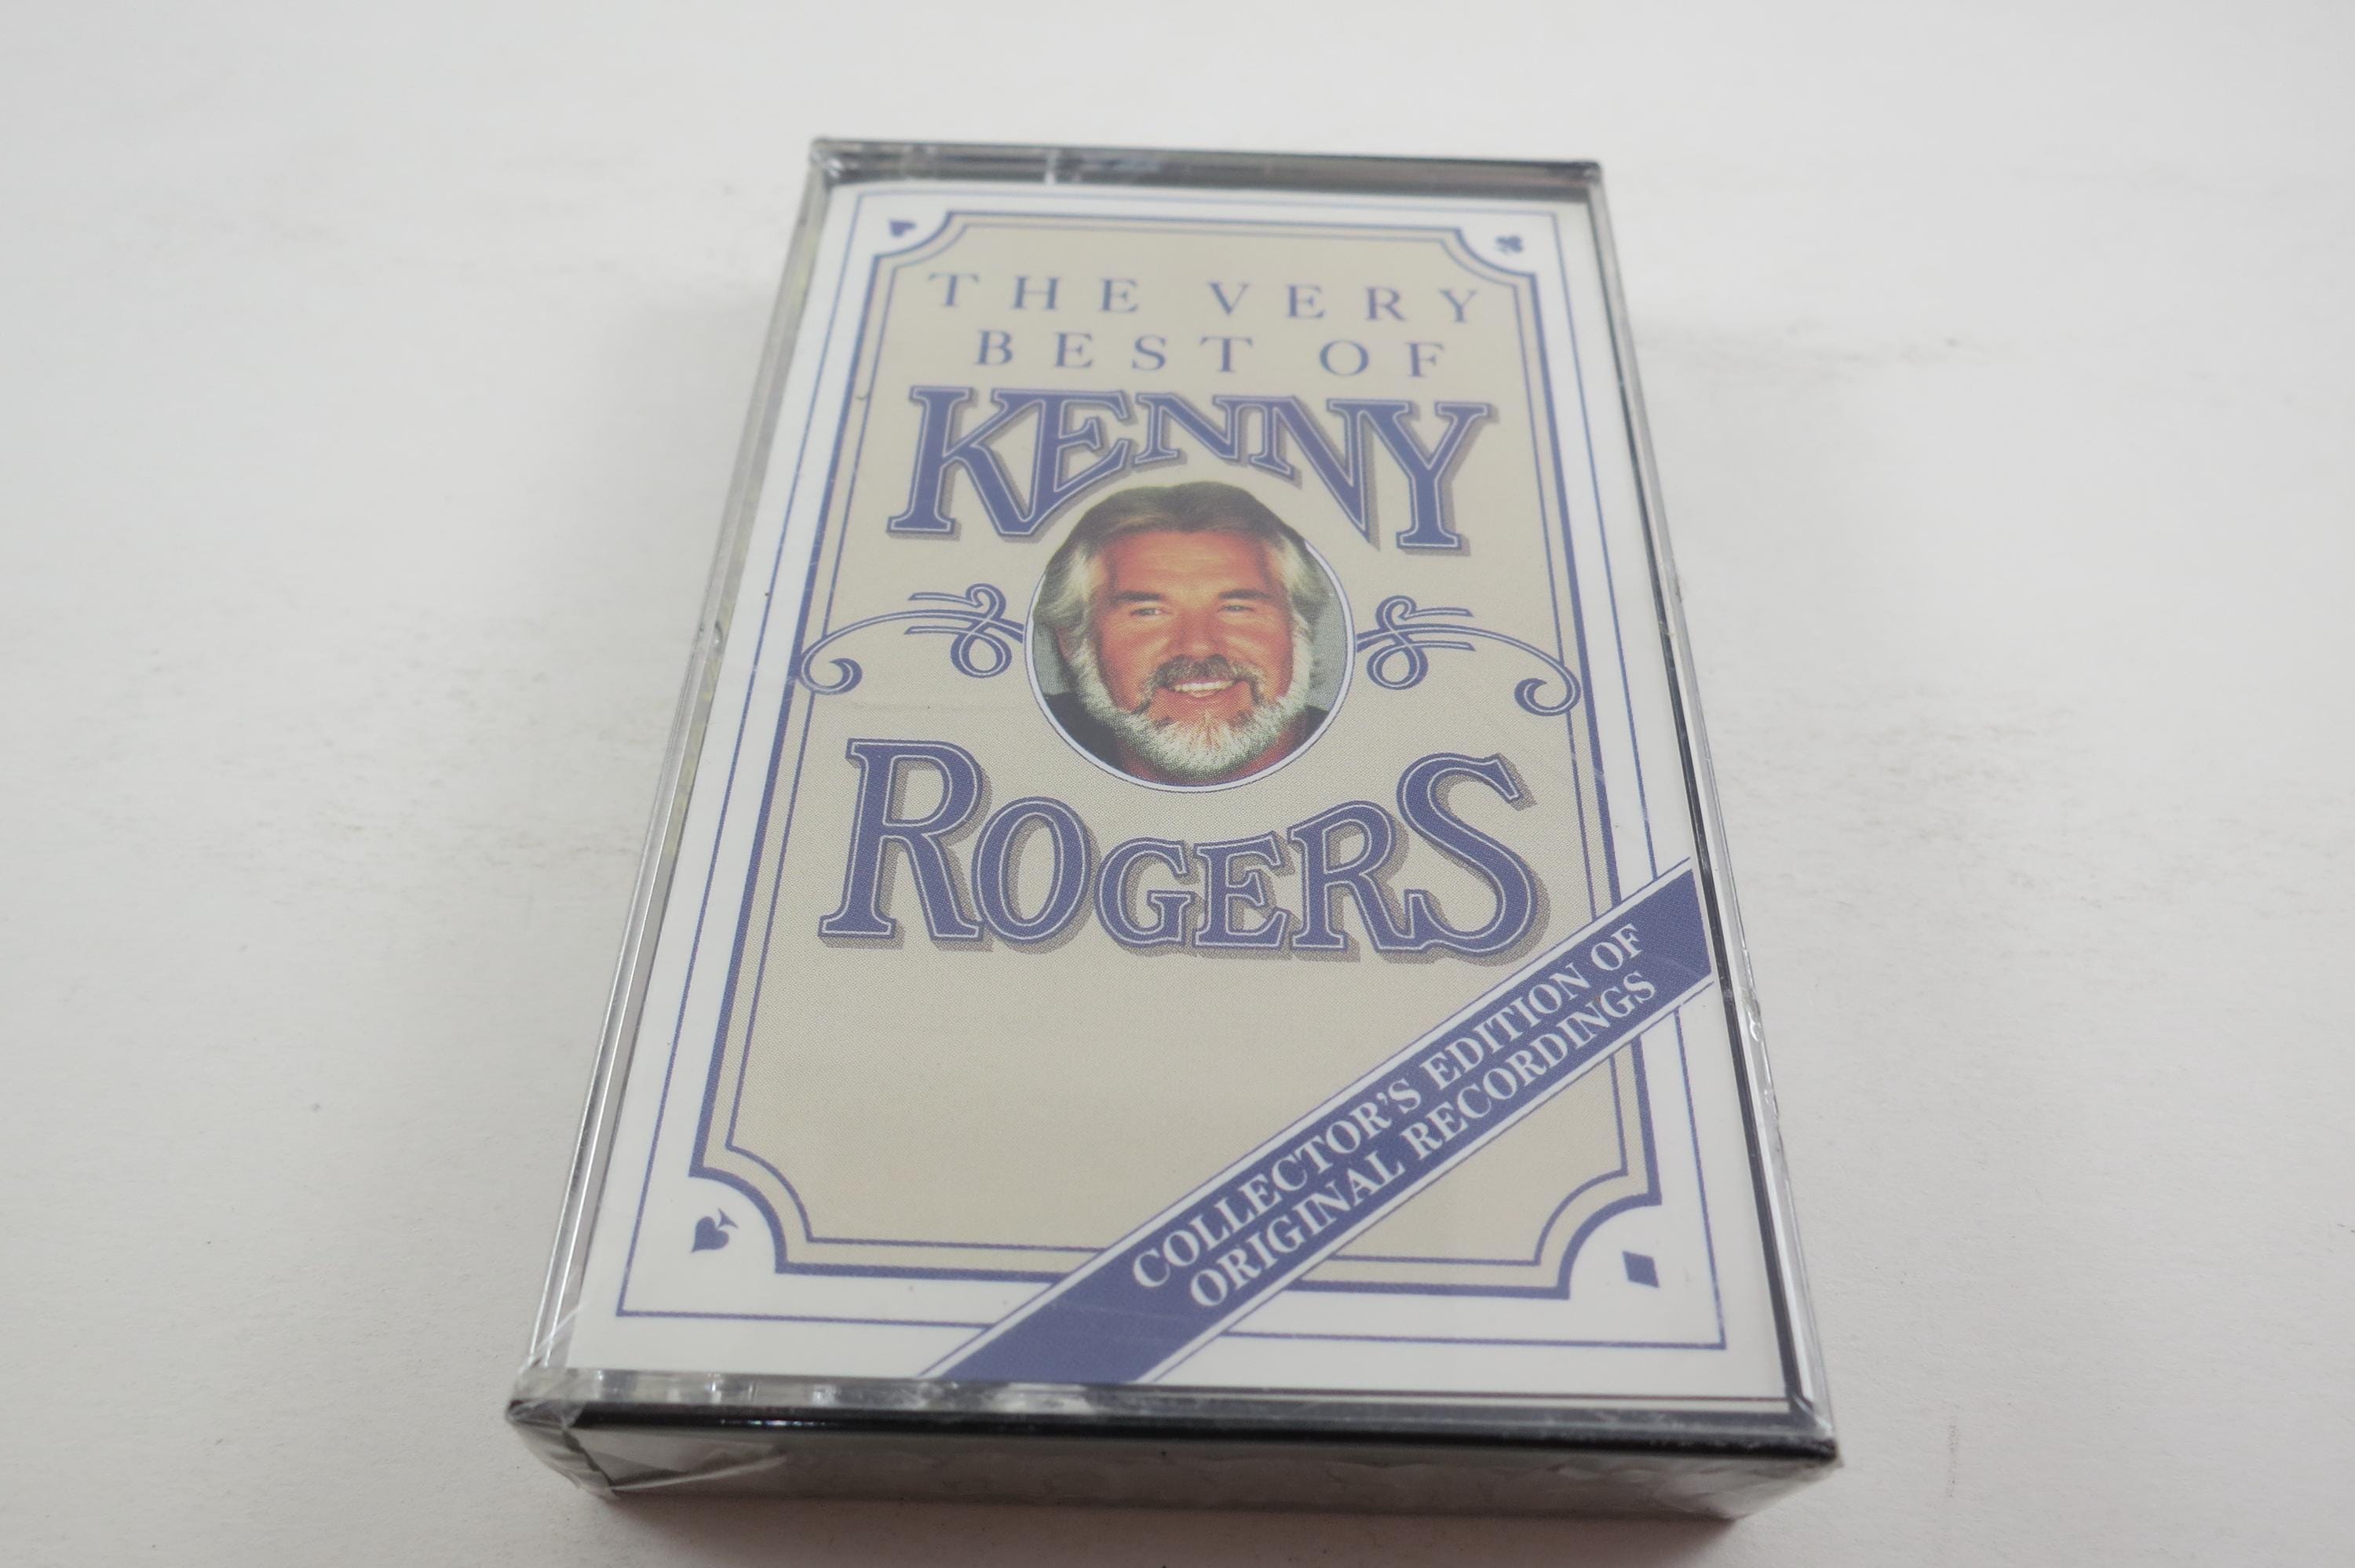 THE VERY
BEST OF
KENNY
ROGERS
COLLECTOR'S EDITION OF
ORIGINAL RECORDINGS